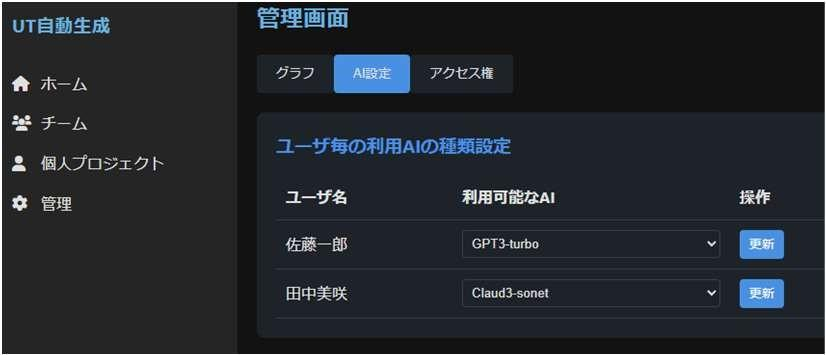 UT自動生成
ホーム
チーム
個人プロジェクト
管理
管理画面
グラフ AI設定 アクセス権
ユーザ毎の利用AIの種類設定
ユーザ名 利用可能なAI 操作
佐藤一郎 GPT3-turbo 更新
田中美咲 Claud3-sonet 更新